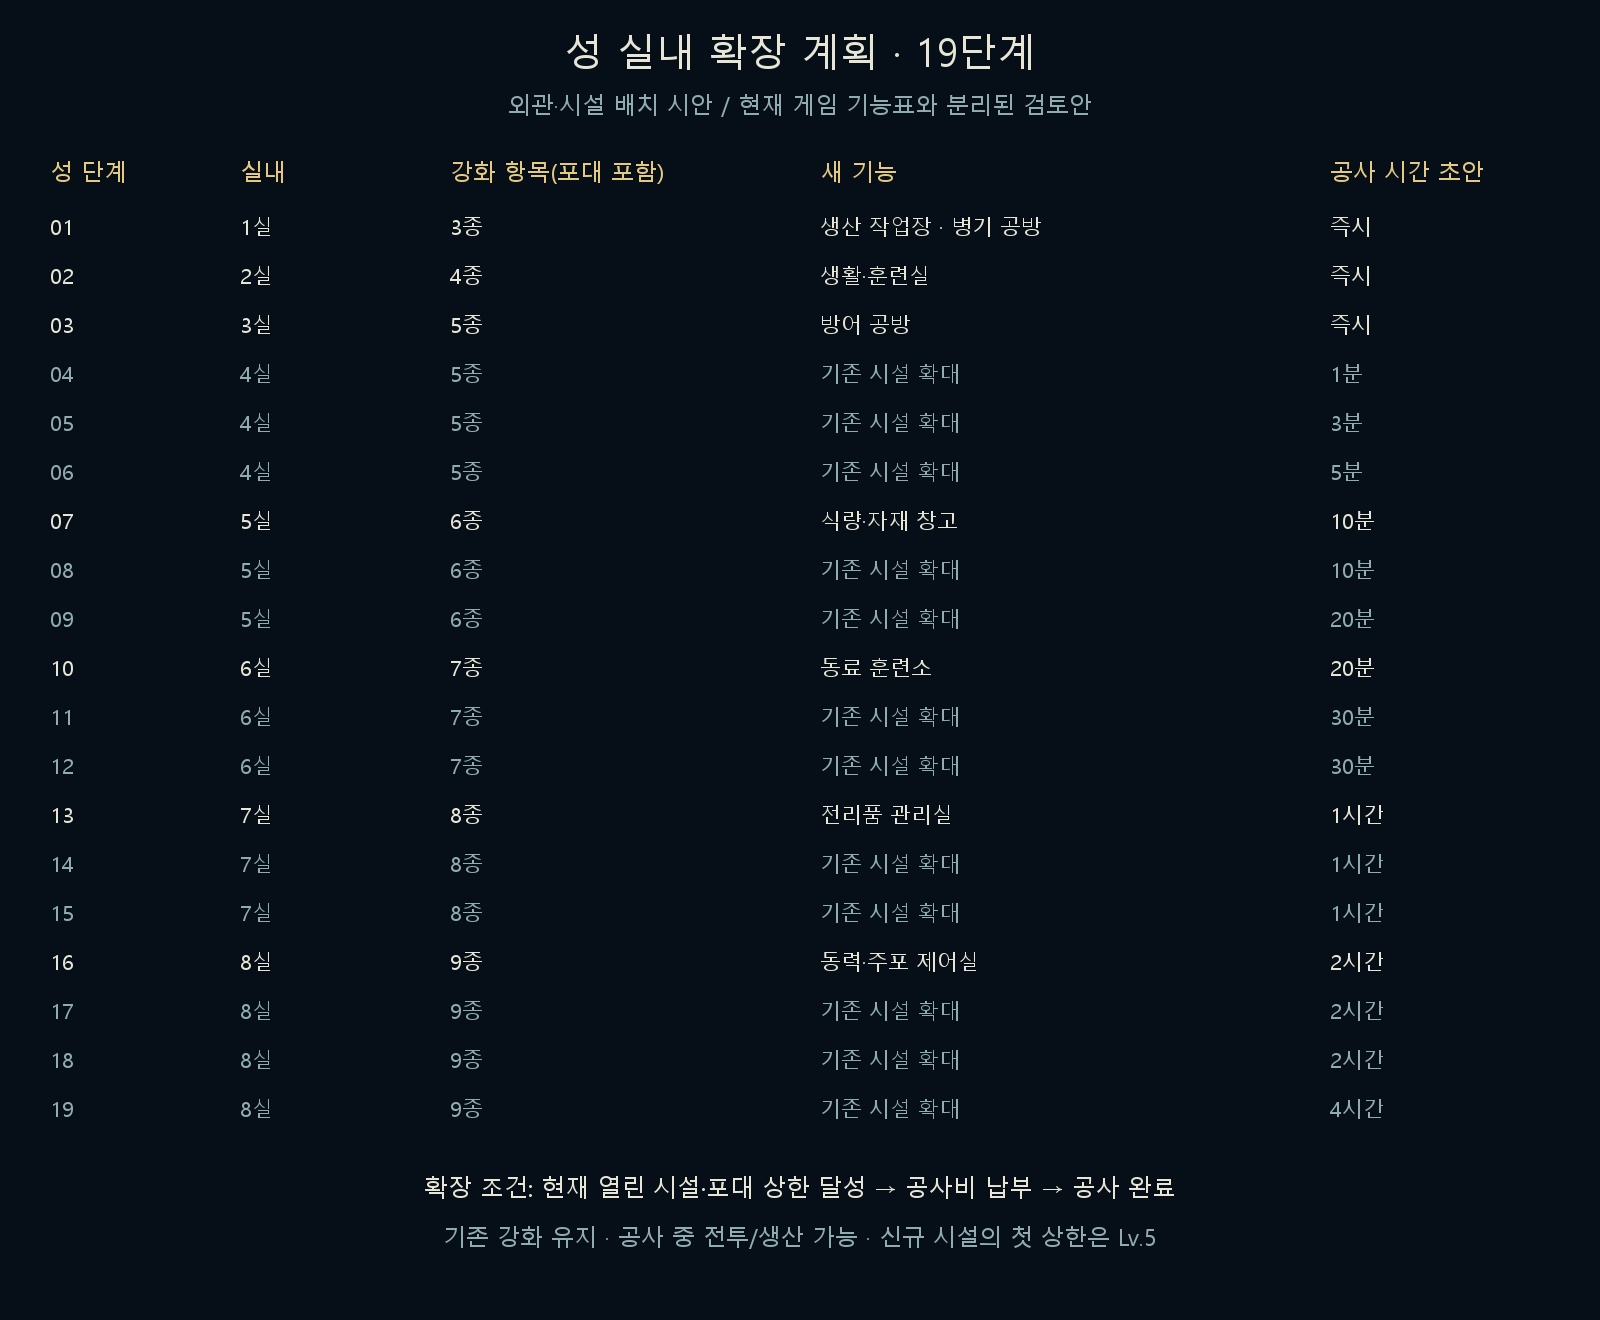 성 실내 확장 계획 · 19단계
외관·시설 배치 시안 / 현재 게임 기능표와 분리된 검토안
성 단계 실내 강화 항목(포대 포함) 새 기능 공사 시간 초안
01 1실 3종 생산 작업장 · 병기 공방 즉시
02 2실 4종 생활·훈련실 즉시
03 3실 5종 방어 공방 즉시
04 4실 5종 기존 시설 확대 1분
05 4실 5종 기존 시설 확대 3분
06 4실 5종 기존 시설 확대 5분
07 5실 6종 식량·자재 창고 10분
08 5실 6종 기존 시설 확대 10분
09 5실 6종 기존 시설 확대 20분
10 6실 7종 동료 훈련소 20분
11 6실 7종 기존 시설 확대 30분
12 6실 7종 기존 시설 확대 30분
13 7실 8종 전리품 관리실 1시간
14 7실 8종 기존 시설 확대 1시간
15 7실 8종 기존 시설 확대 1시간
16 8실 9종 동력·주포 제어실 2시간
17 8실 9종 기존 시설 확대 2시간
18 8실 9종 기존 시설 확대 2시간
19 8실 9종 기존 시설 확대 4시간
확장 조건: 현재 열린 시설·포대 상한 달성 → 공사비 납부 → 공사 완료
기존 강화 유지 · 공사 중 전투/생산 가능 · 신규 시설의 첫 상한은 Lv.5